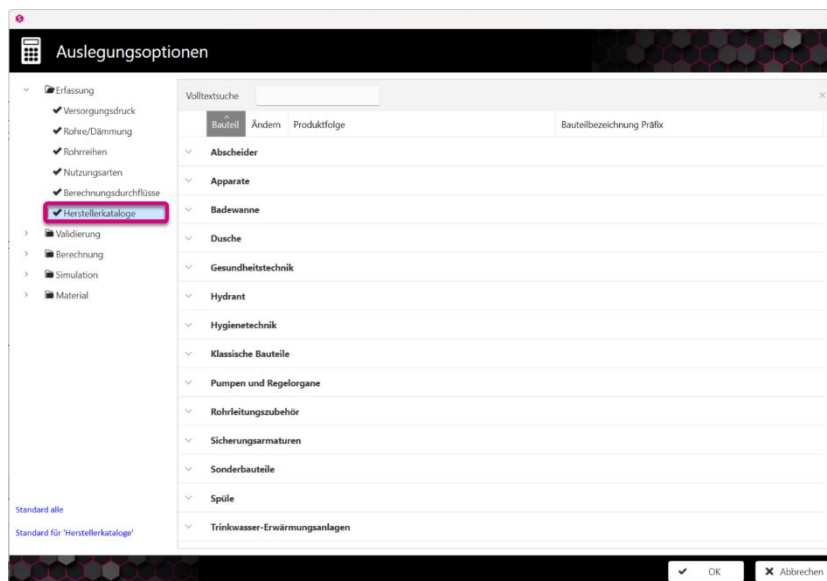 Auslegungsoptionen
Erfassung
Versorgungsdruck
Rohre/Dämmung
Rohrreihen
Nutzungsarten
Berechnungsdurchflüsse
Herstellerkataloge
Validierung
Berechnung
Simulation
Material
Standard alle
Standard für 'Herstellerkataloge'
Volltextsuche
Bauteil Ändern Produktfolge Bauteilbezeichnung Präfix
Abscheider
Apparate
Badewanne
Dusche
Gesundheitstechnik
Hydrant
Hygienetechnik
Klassische Bauteile
Pumpen und Regelorgane
Rohrleitungszubehör
Sicherungsarmaturen
Sonderbauteile
Spüle
Trinkwasser-Erwärmungsanlagen
OK Abbrechen